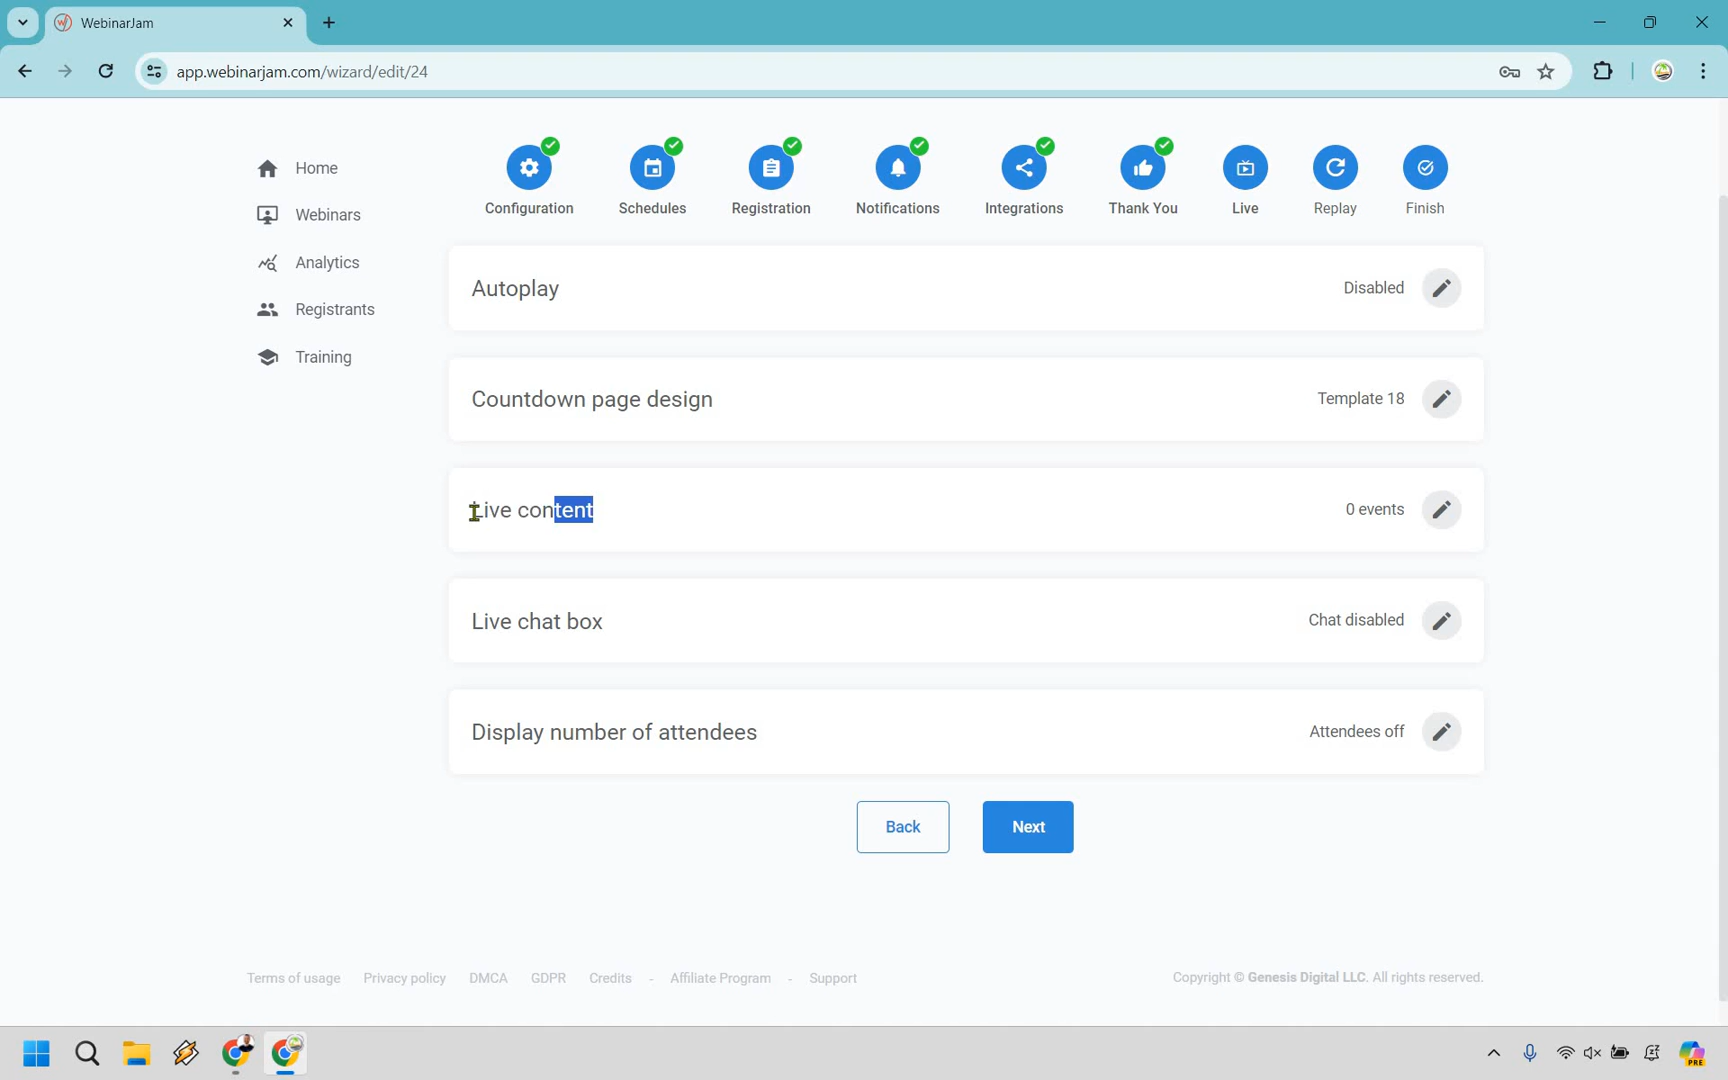 WebinarJam
app.webinarjam.com/wizard/edit/24
Home
Webinars
Analytics
Registrants
Training
Configuration
Schedules
Registration
Notifications
Integrations
Thank You
Live
Replay
Finish
Autoplay
Disabled
Countdown page design
Template 18
Live content
0 events
Live chat box
Chat disabled
Display number of attendees
Attendees off
Back
Next
Terms of usage Privacy policy DMCA GDPR Credits - Affiliate Program - Support
Copyright © Genesis Digital LLC. All rights reserved.
PRE